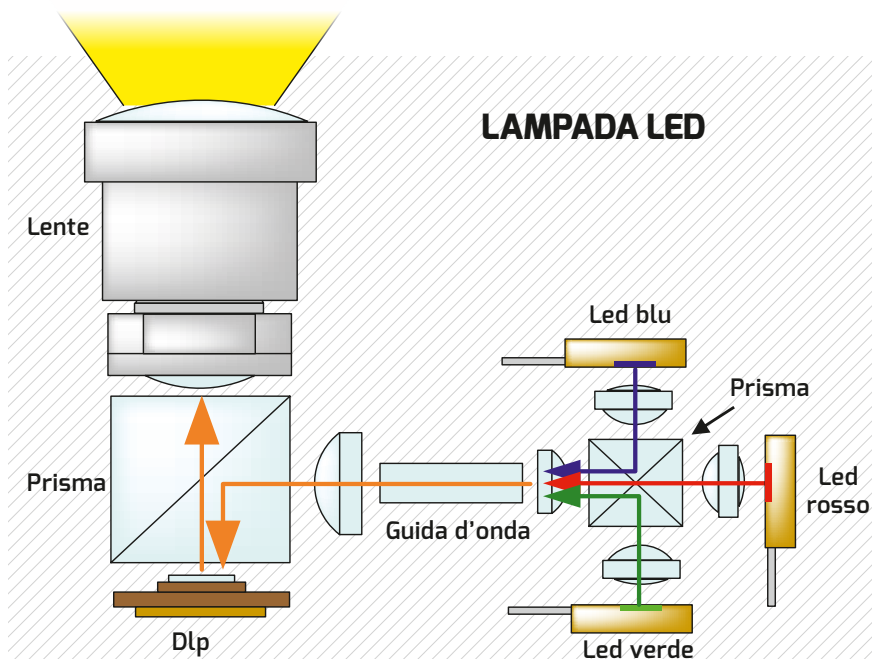 LAMPADA LED
Lente
Led blu
Prisma
Prisma
Led
rosso
Guida d'onda
Dlp
Led verde